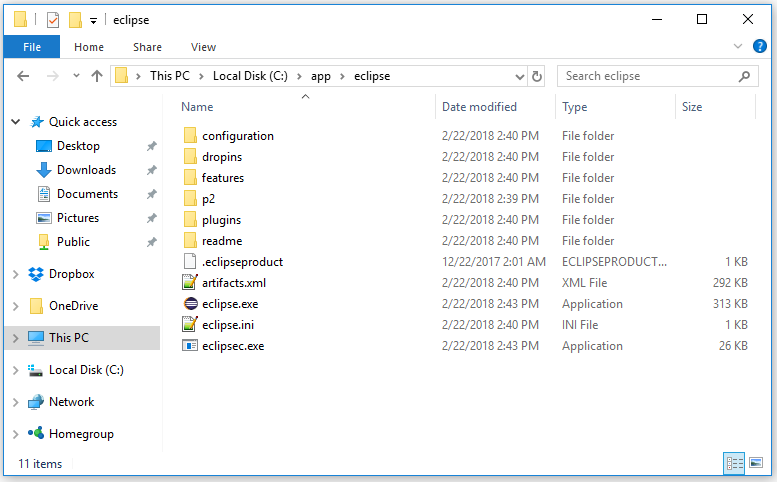 eclipse
File Home Share View
This PC Local Disk (C:) app eclipse Search eclipse
Name Date modified Type Size
Quick access
Desktop
Downloads
Documents
Pictures
Public
Dropbox
OneDrive
This PC
Local Disk (C:)
Network
Homegroup
configuration 2/22/2018 2:40 PM File folder
dropins 2/22/2018 2:40 PM File folder
features 2/22/2018 2:40 PM File folder
p2 2/22/2018 2:39 PM File folder
plugins 2/22/2018 2:40 PM File folder
readme 2/22/2018 2:40 PM File folder
.eclipseproduct 12/22/2017 2:01 AM ECLIPSEPRODUCT... 1 KB
artifacts.xml 2/22/2018 2:40 PM XML File 292 KB
eclipse.exe 2/22/2018 2:43 PM Application 313 KB
eclipse.ini 2/22/2018 2:40 PM INI File 1 KB
eclipsec.exe 2/22/2018 2:43 PM Application 26 KB
11 items